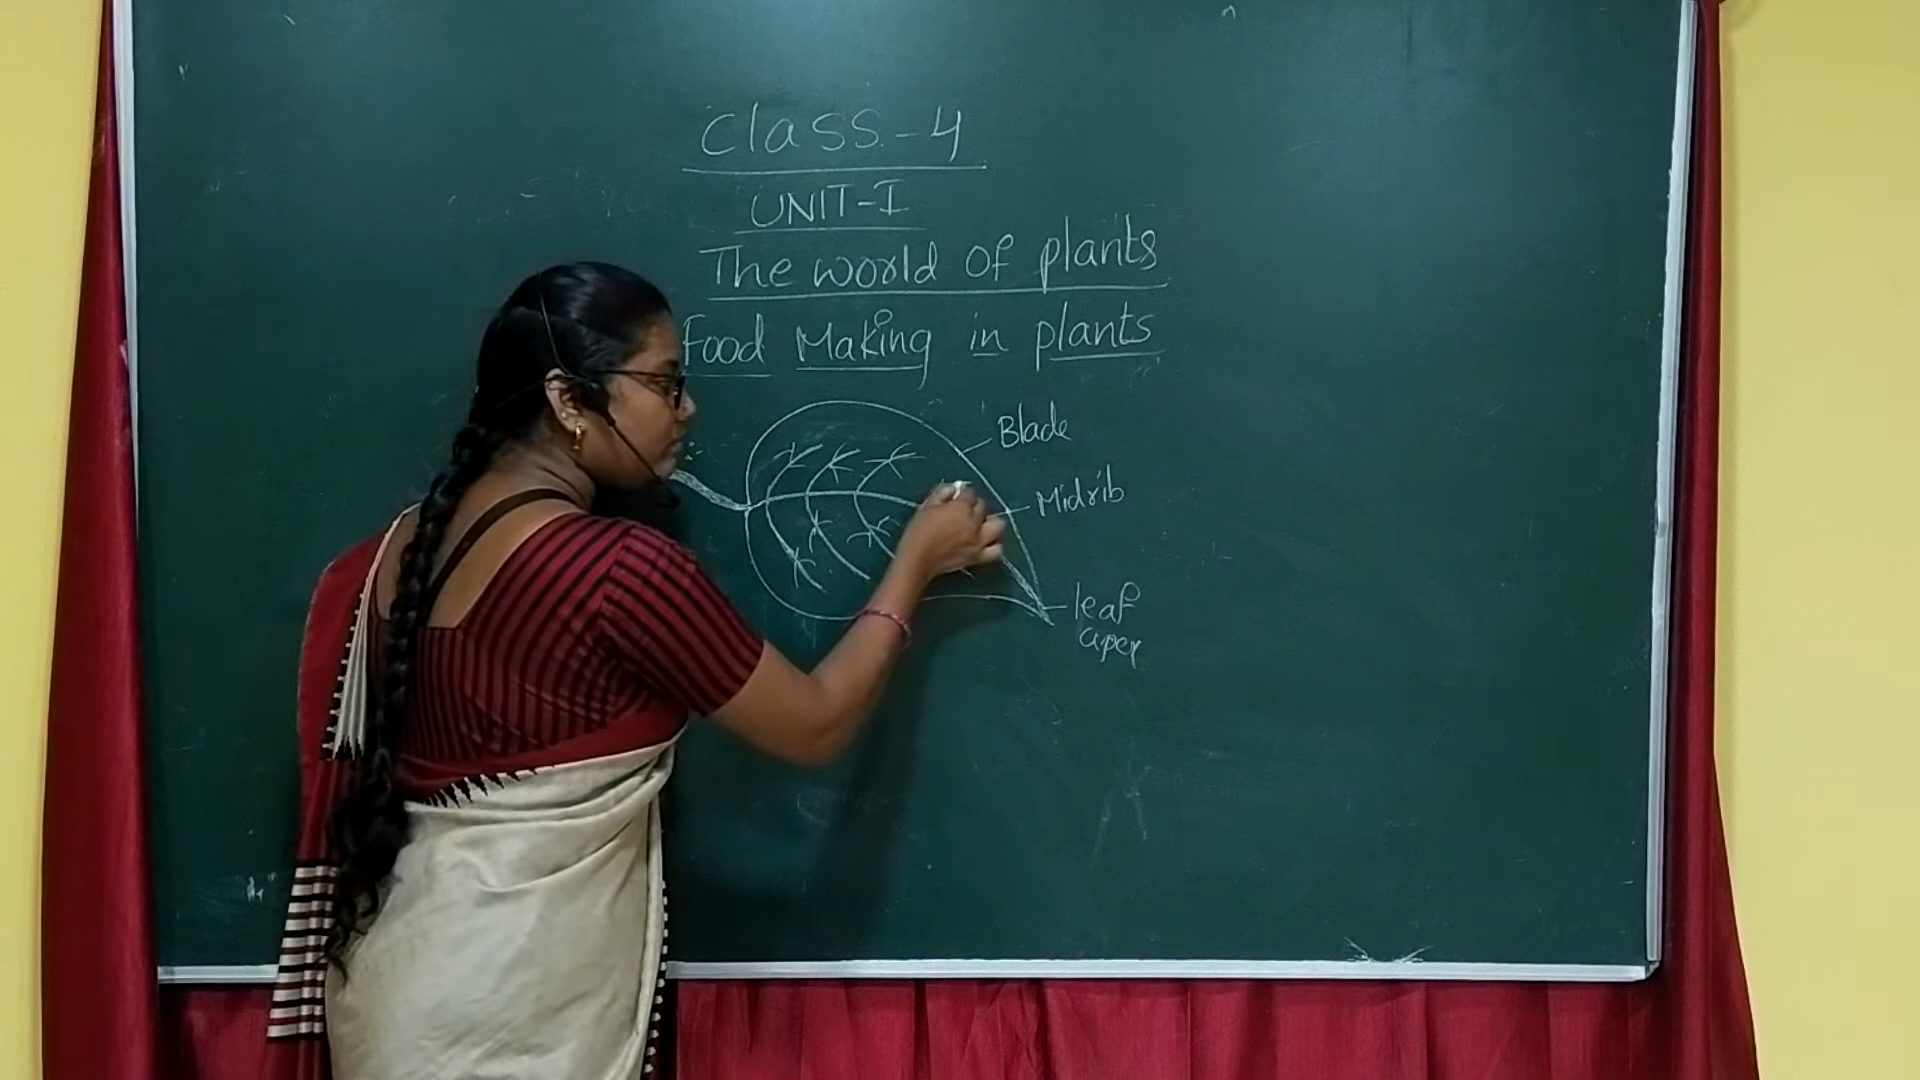 Class-4
UNIT-I
The world of plants
Food Making in plants
Blade
Midrib
leaf
apex